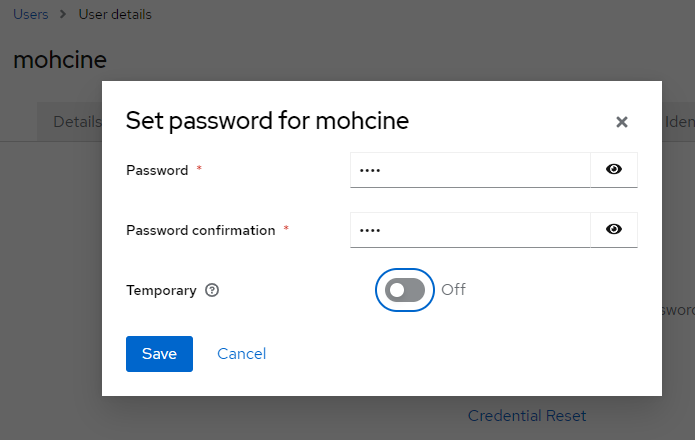 Users > User details
mohcine
Details
Iden
Set password for mohcine ×
Password * ••••
Password confirmation * ••••
Temporary ? Off
sword
Save Cancel
Credential Reset